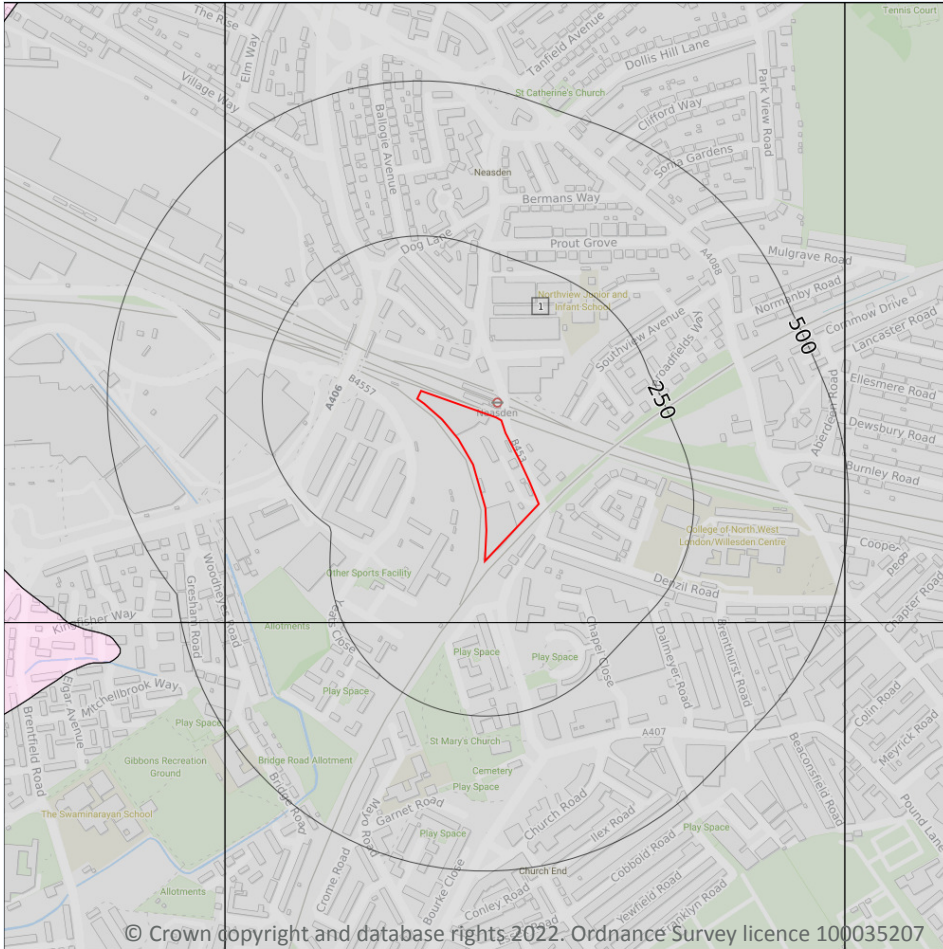 The Rise
Elm Way
Tanfield Avenue
Dollis Hill Lane
Tennis Court
Village Way
St Catherine's Church
Park View Road
Ballogie Avenue
Clifford Way
Soma Gardens
Neasden
Bermans Way
Dog Lane
Prout Grove
A4088
Mulgrave Road
Northview Junior and
Infant School
1
Normanby Road
Commow Drive
Lancaster Road
Southview Avenue
500
B4557
A406
250
Aberdeen Road
Ellesmere Road
Neasden
B453
Dewsbury Road
Burnley Road
College of North West
London/Willesden Centre
Cooper
Other Sports Facility
Woodheyes Road
Gresham Road
Denzil Road
Chapter Road
Kingfisher Way
Allotments
Yeats Close
Chapel Close
Dalmeyer Road
Brenthurst Road
Play Space
Play Space
Mitchellbrook Way
Play Space
Colin Road
Meyrick Road
Brentfield Road
Play Space
A407
St Mary's Church
Gibbons Recreation
Ground
Bridge Road Allotment
Beaconsfield Road
Cemetery
Play Space
Bridge Road
Mayo Road
Garnet Road
Church Road
Ilex Road
Pound Lane
The Swaminarayan School
Play Space
Play Space
Cobbold Road
Church End
Crome Road
Bourke Close
Allotments
Conley Road
Yewfield Road
Franklyn Road
© Crown copyright and database rights 2022. Ordnance Survey licence 100035207